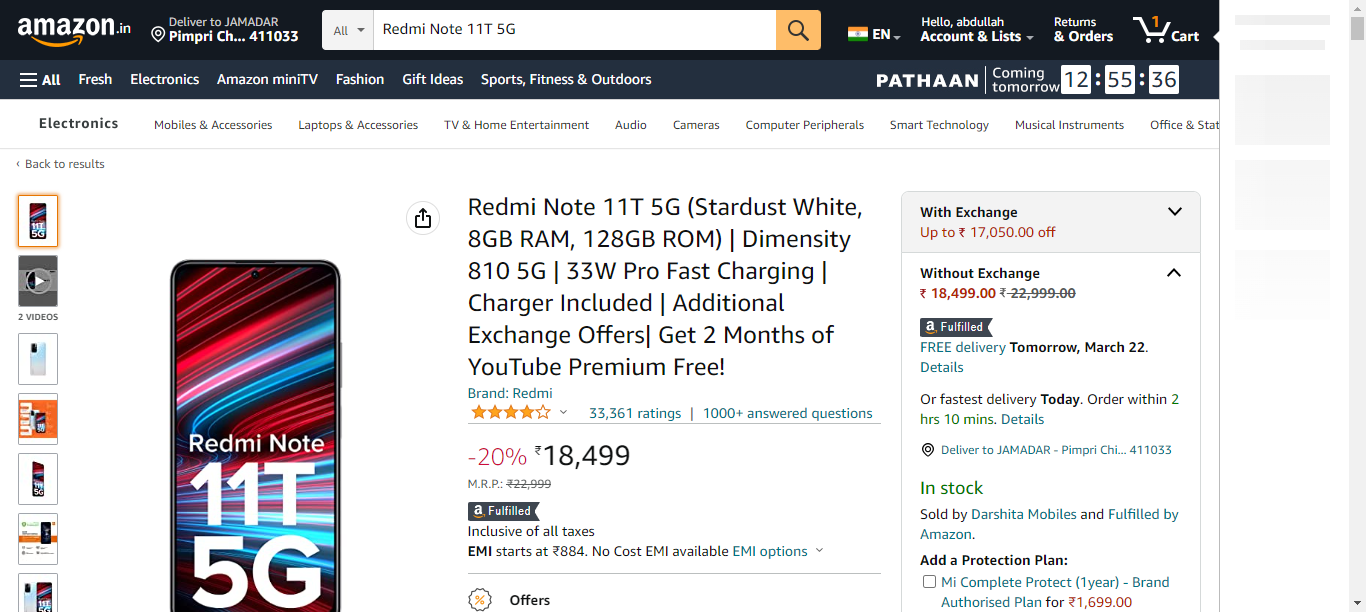 amazon.in
Deliver to JAMADAR
Pimpri Ch... 411033
All
Redmi Note 11T 5G
EN
Hello, abdullah
Account & Lists
Returns
& Orders
1
Cart
All Fresh Electronics Amazon miniTV Fashion Gift Ideas Sports, Fitness & Outdoors
PATHAAN
Coming
tomorrow
12 : 55 : 36
Electronics Mobiles & Accessories Laptops & Accessories TV & Home Entertainment Audio Cameras Computer Peripherals Smart Technology Musical Instruments Office & Stat
‹ Back to results
11T
5G
2 VIDEOS
Redmi Note
11T
5G
Redmi Note 11T 5G (Stardust White,
8GB RAM, 128GB ROM) | Dimensity
810 5G | 33W Pro Fast Charging |
Charger Included | Additional
Exchange Offers| Get 2 Months of
YouTube Premium Free!
Brand: Redmi
33,361 ratings | 1000+ answered questions
-20% ₹18,499
M.R.P.: ₹22,999
a Fulfilled
Inclusive of all taxes
EMI starts at ₹884. No Cost EMI available EMI options
% Offers
With Exchange
Up to ₹ 17,050.00 off
Without Exchange
₹ 18,499.00 ₹ 22,999.00
a Fulfilled
FREE delivery Tomorrow, March 22.
Details
Or fastest delivery Today. Order within 2
hrs 10 mins. Details
Deliver to JAMADAR - Pimpri Chi... 411033
In stock
Sold by Darshita Mobiles and Fulfilled by
Amazon.
Add a Protection Plan:
Mi Complete Protect (1year) - Brand
Authorised Plan for ₹1,699.00